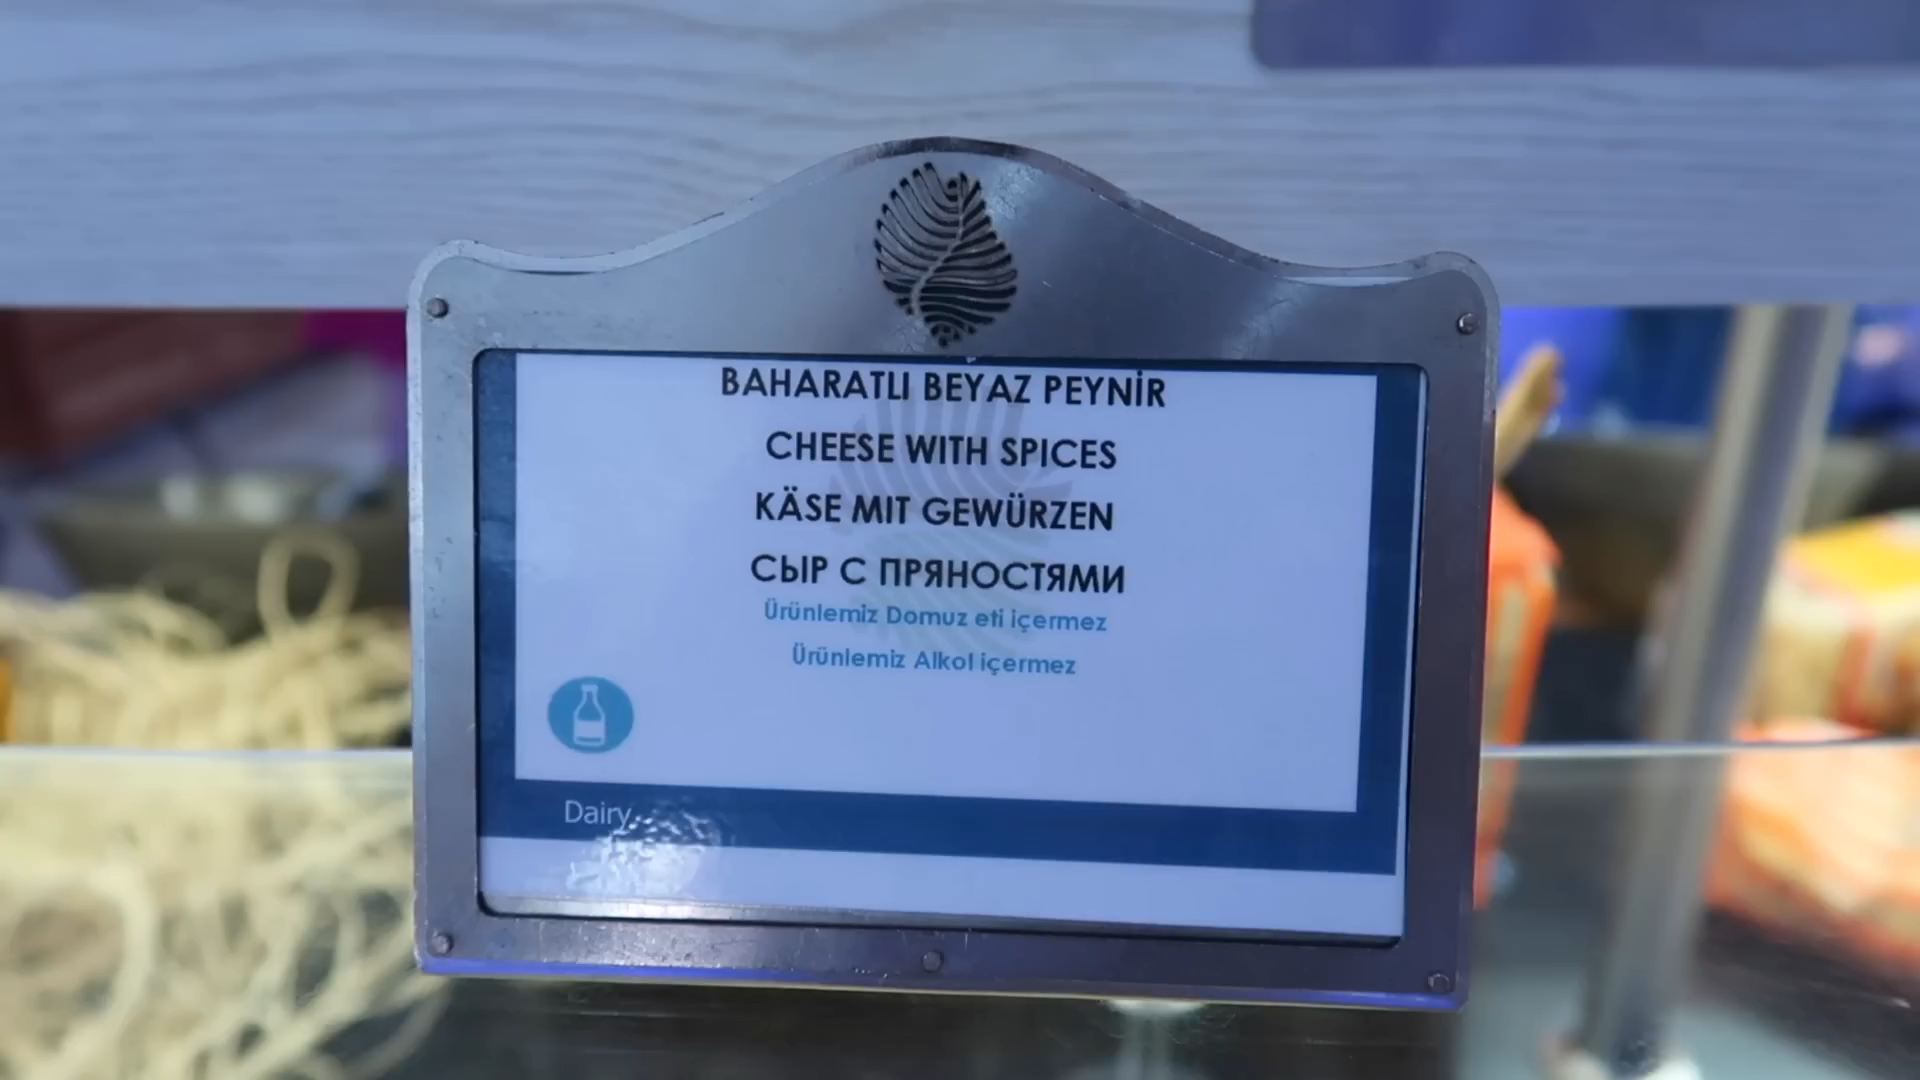 BAHARATLI BEYAZ PEYNİR
CHEESE WITH SPICES
KÄSE MIT GEWÜRZEN
СЫР С ПРЯНОСТЯМИ
Ürünlemiz Domuz eti içermez
Ürünlemiz Alkol içermez
Dairy